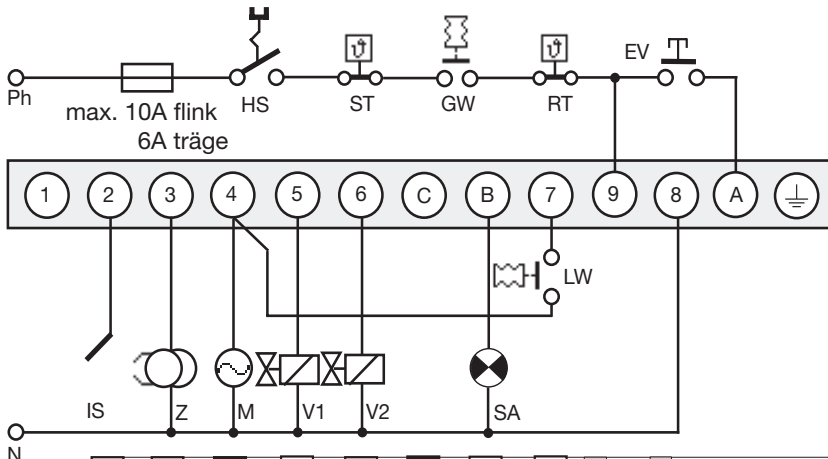 EV
Ph
HS ST GW RT
max. 10A flink
6A träge
1 2 3 4 5 6 C B 7 9 8 A
LW
IS Z M V1 V2 SA
N